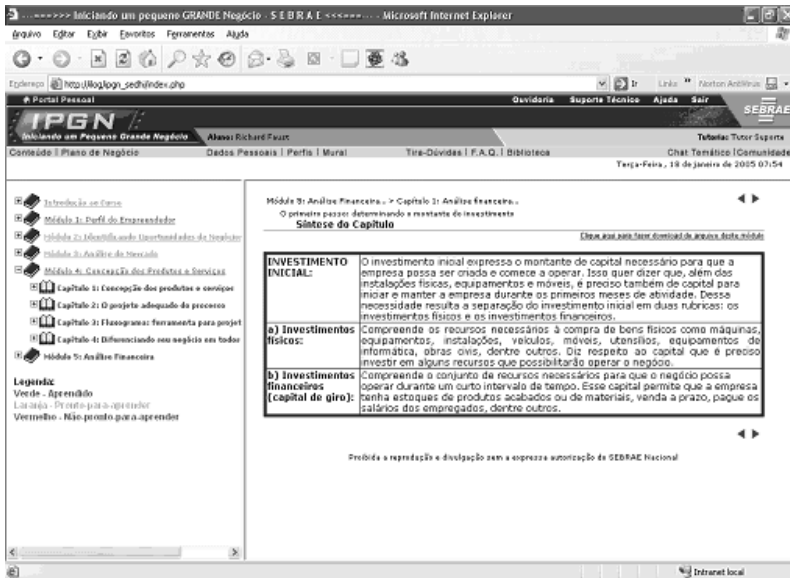 ....--=====>>> Iniciando um pequeno GRANDE Negócio - S E B R A E <<<===--.... - Microsoft Internet Explorer
Arquivo Editar Exibir Favoritos Ferramentas Ajuda
Endereço http://ilog/ipgn_sedhi/index.php Ir Links » Norton AntiVirus
Portal Pessoal Ouvidoria Suporte Técnico Ajuda Sair
SEBRAE
IPGN
Iniciando um Pequeno Grande Negócio Aluno: Richard Faust Tutoria: Tutor Suporte
Conteúdo | Plano de Negócio Dados Pessoais | Perfis | Mural Tira-Dúvidas | F.A.Q. | Biblioteca Chat Temático | Comunidade
Terça-Feira, 18 de janeiro de 2005 07:54
Introdução ao Curso
Módulo 1: Perfil do Empreendedor
Módulo 2: Identificando Oportunidades de Negócio
Módulo 3: Análise de Mercado
Módulo 4: Concepção dos Produtos e Serviços
Capítulo 1: Concepção dos produtos e serviços
Capítulo 2: O projeto adequado do processo
Capítulo 3: Fluxograma: ferramenta para projet
Capítulo 4: Diferenciando seu negócio em todos
Módulo 5: Análise Financeira
Legenda:
Verde - Aprendido
Laranja - Pronto-para-aprender
Vermelho - Não-pronto-para-aprender
Módulo 5: Análise Financeira... > Capítulo 1: Análise financeira...
O primeiro passo: determinando o montante do investimento
Síntese do Capítulo
Clique aqui para fazer download do arquivo deste módulo
INVESTIMENTO INICIAL: O investimento inicial expressa o montante de capital necessário para que a
empresa possa ser criada e comece a operar. Isso quer dizer que, além das
instalações físicas, equipamentos e móveis, é preciso também de capital para
iniciar e manter a empresa durante os primeiros meses de atividade. Dessa
necessidade resulta a separação do investimento inicial em duas rubricas: os
investimentos físicos e os investimentos financeiros.
a) Investimentos físicos: Compreende os recursos necessários à compra de bens físicos como máquinas,
equipamentos, instalações, veículos, móveis, utensílios, equipamentos de
informática, obras civis, dentre outros. Diz respeito ao capital que é preciso
investir em alguns recursos que possibilitarão operar o negócio.
b) Investimentos financeiros (capital de giro): Compreende o conjunto de recursos necessários para que o negócio possa
operar durante um curto intervalo de tempo. Esse capital permite que a empresa
tenha estoques de produtos acabados ou de materiais, venda a prazo, pague os
salários dos empregados, dentre outros.
Proibida a reprodução e divulgação sem a expressa autorização do SEBRAE Nacional
Intranet local